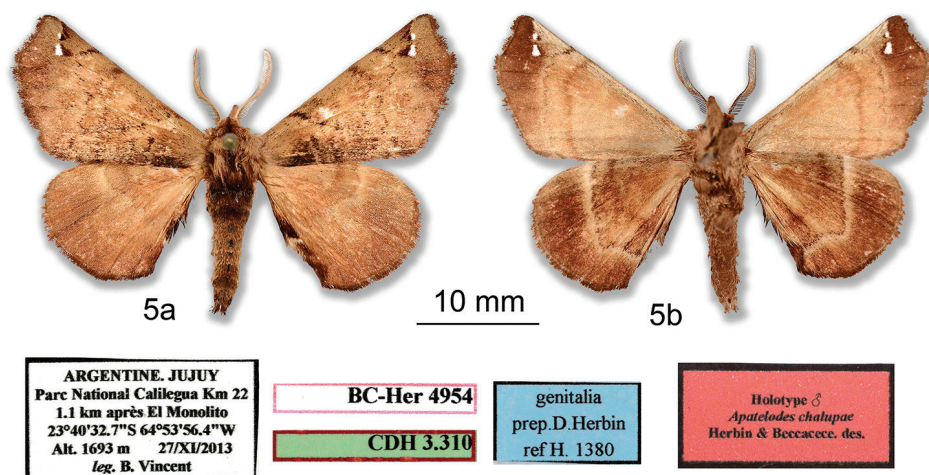 5a
10 mm
5b
ARGENTINE. JUJUY
Parc National Calilegua Km 22
1.1 km après El Monolito
23°40'32.7"S 64°53'56.4"W
Alt. 1693 m 27/XI/2013
leg. B. Vincent
BC-Her 4954
CDH 3.310
genitalia
prep.D.Herbin
ref H. 1380
Holotype ♂
Apatelodes chalupae
Herbin & Beccacece. des.